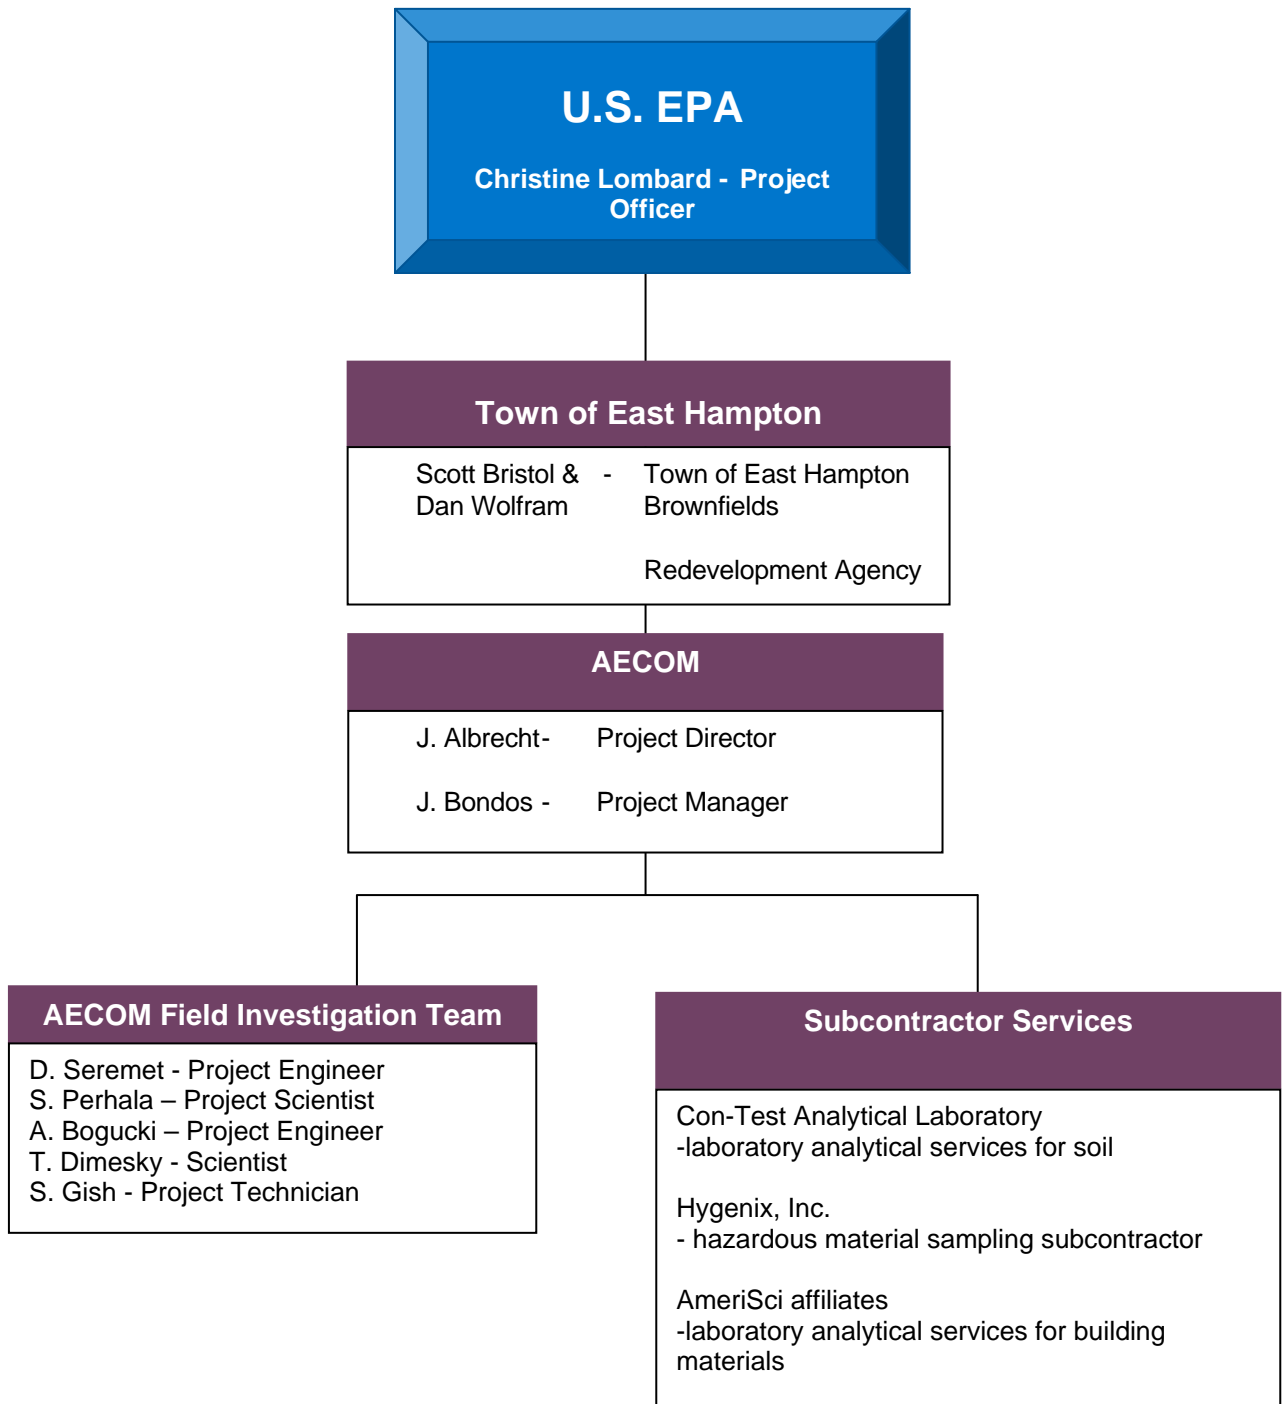 U.S. EPA
Christine Lombard - Project
Officer
Town of East Hampton
Scott Bristol & - Town of East Hampton
Dan Wolfram Brownfields
Redevelopment Agency
AECOM
J. Albrecht- Project Director
J. Bondos - Project Manager
AECOM Field Investigation Team
D. Seremet - Project Engineer
S. Perhala – Project Scientist
A. Bogucki – Project Engineer
T. Dimesky - Scientist
S. Gish - Project Technician
Subcontractor Services
Con-Test Analytical Laboratory
-laboratory analytical services for soil
Hygenix, Inc.
- hazardous material sampling subcontractor
AmeriSci affiliates
-laboratory analytical services for building
materials